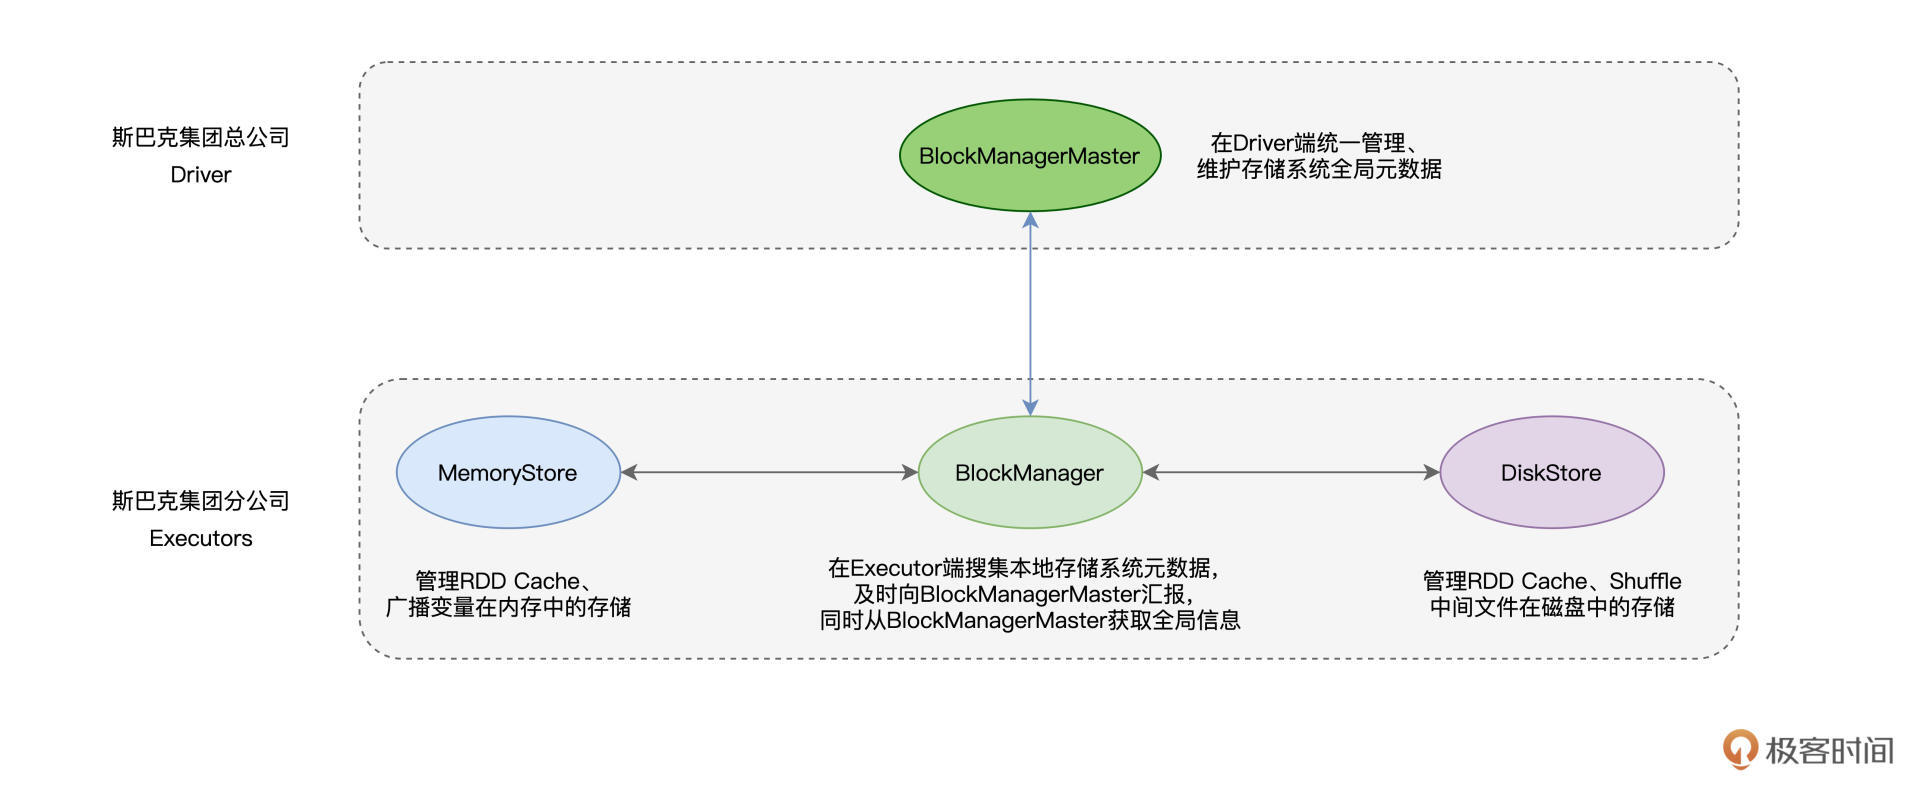 斯巴克集团总公司
Driver
BlockManagerMaster
在Driver端统一管理、
维护存储系统全局元数据
斯巴克集团分公司
Executors
MemoryStore
BlockManager
DiskStore
管理RDD Cache、
广播变量在内存中的存储
在Executor端搜集本地存储系统元数据，
及时向BlockManagerMaster汇报，
同时从BlockManagerMaster获取全局信息
管理RDD Cache、Shuffle
中间文件在磁盘中的存储
极客时间